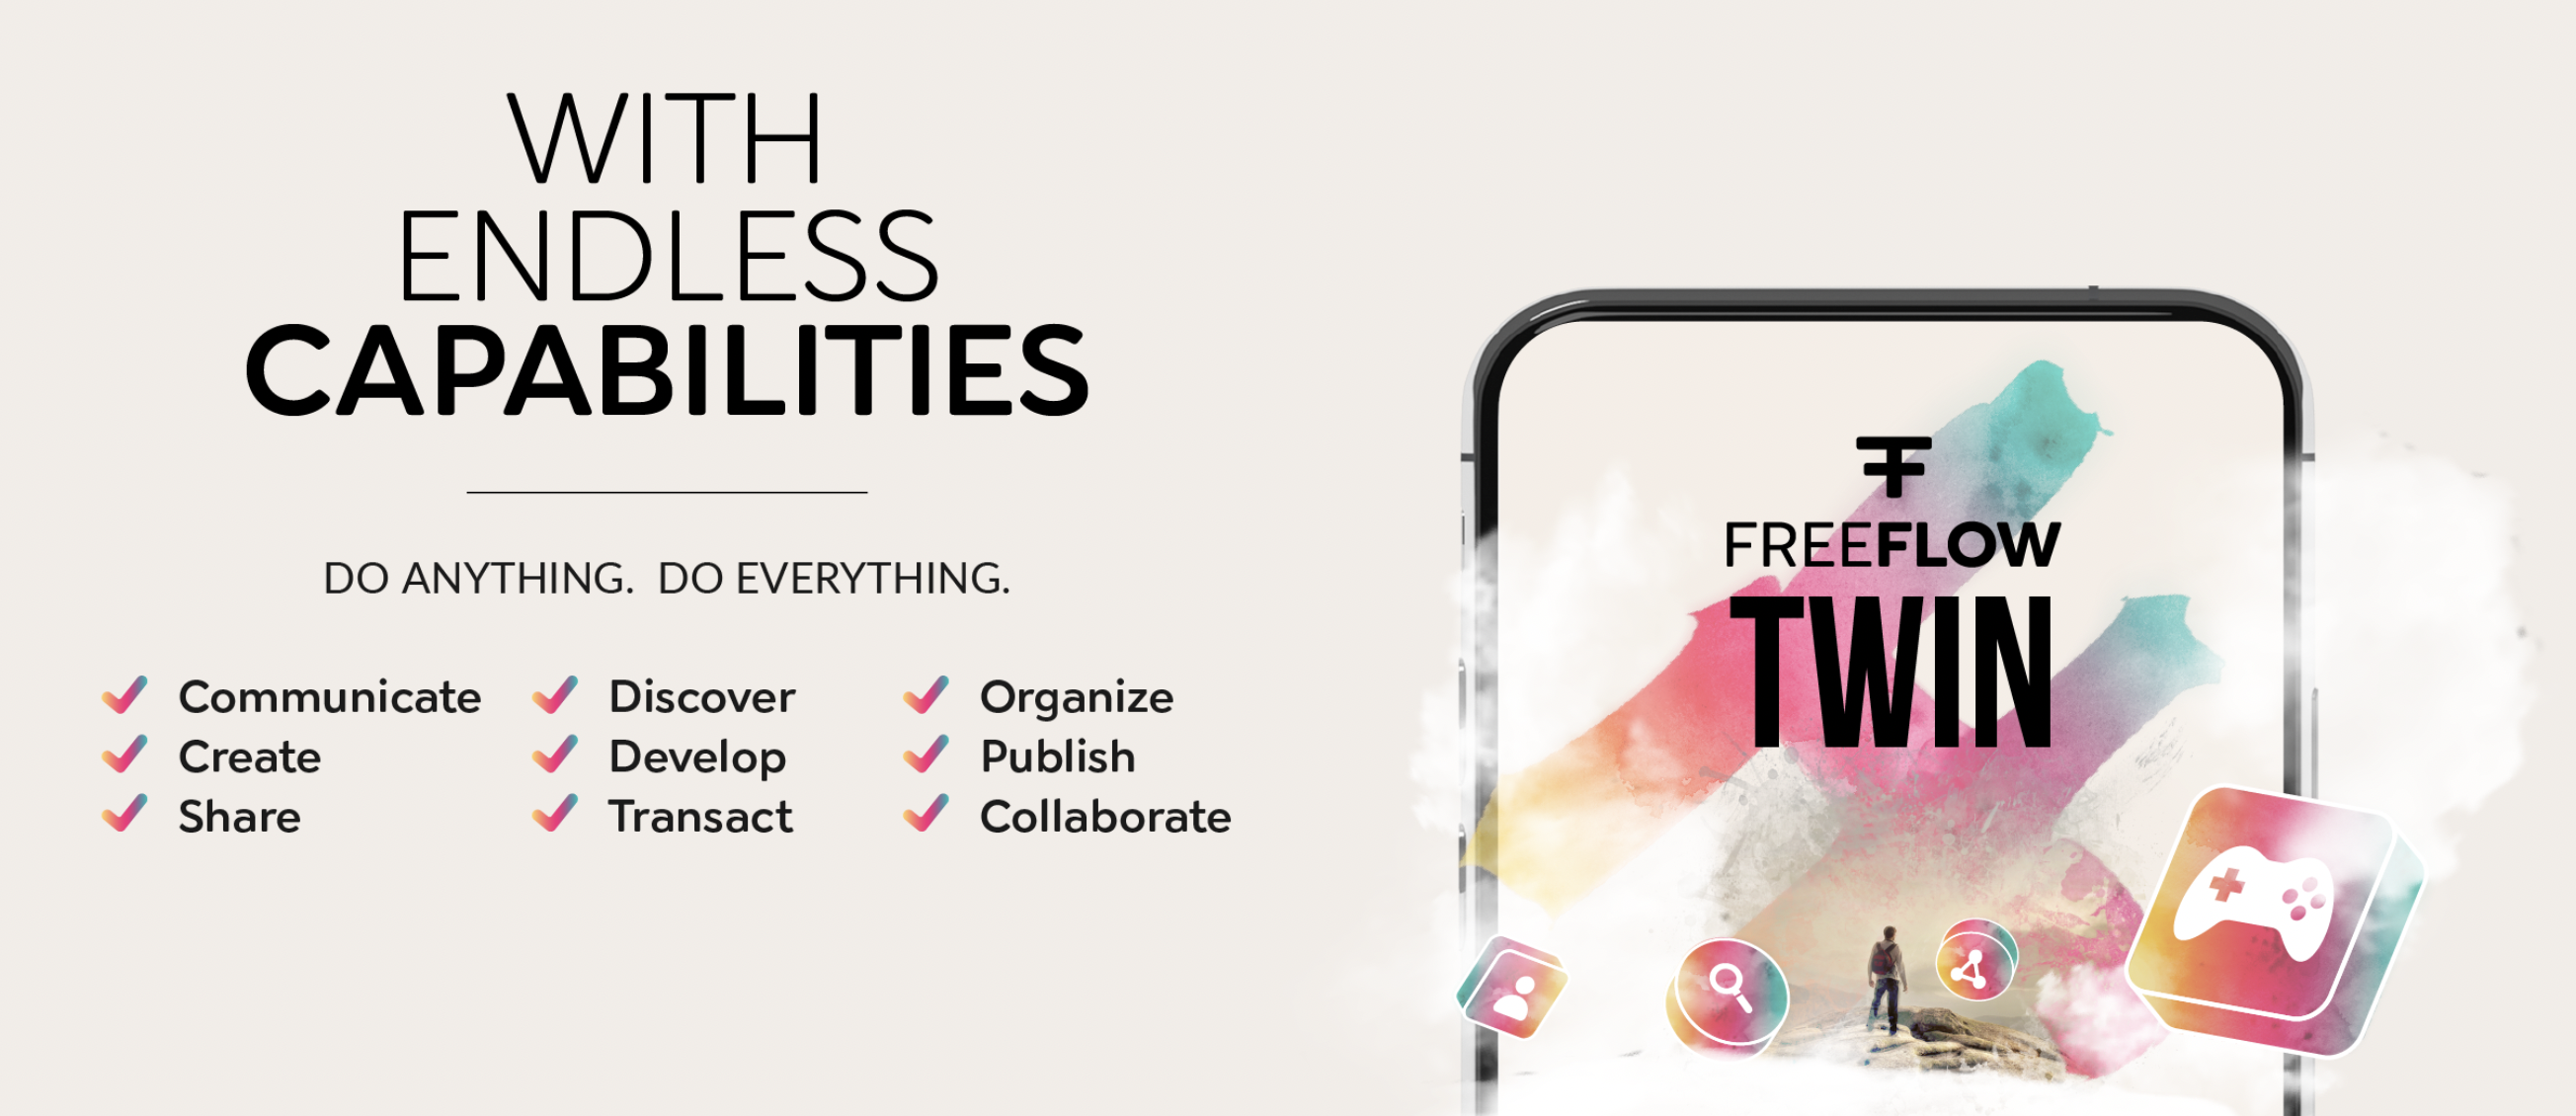 WITH
ENDLESS
CAPABILITIES
DO ANYTHING. DO EVERYTHING.
Communicate
Create
Share
Discover
Develop
Transact
Organize
Publish
Collaborate
FREEFLOW
TWIN